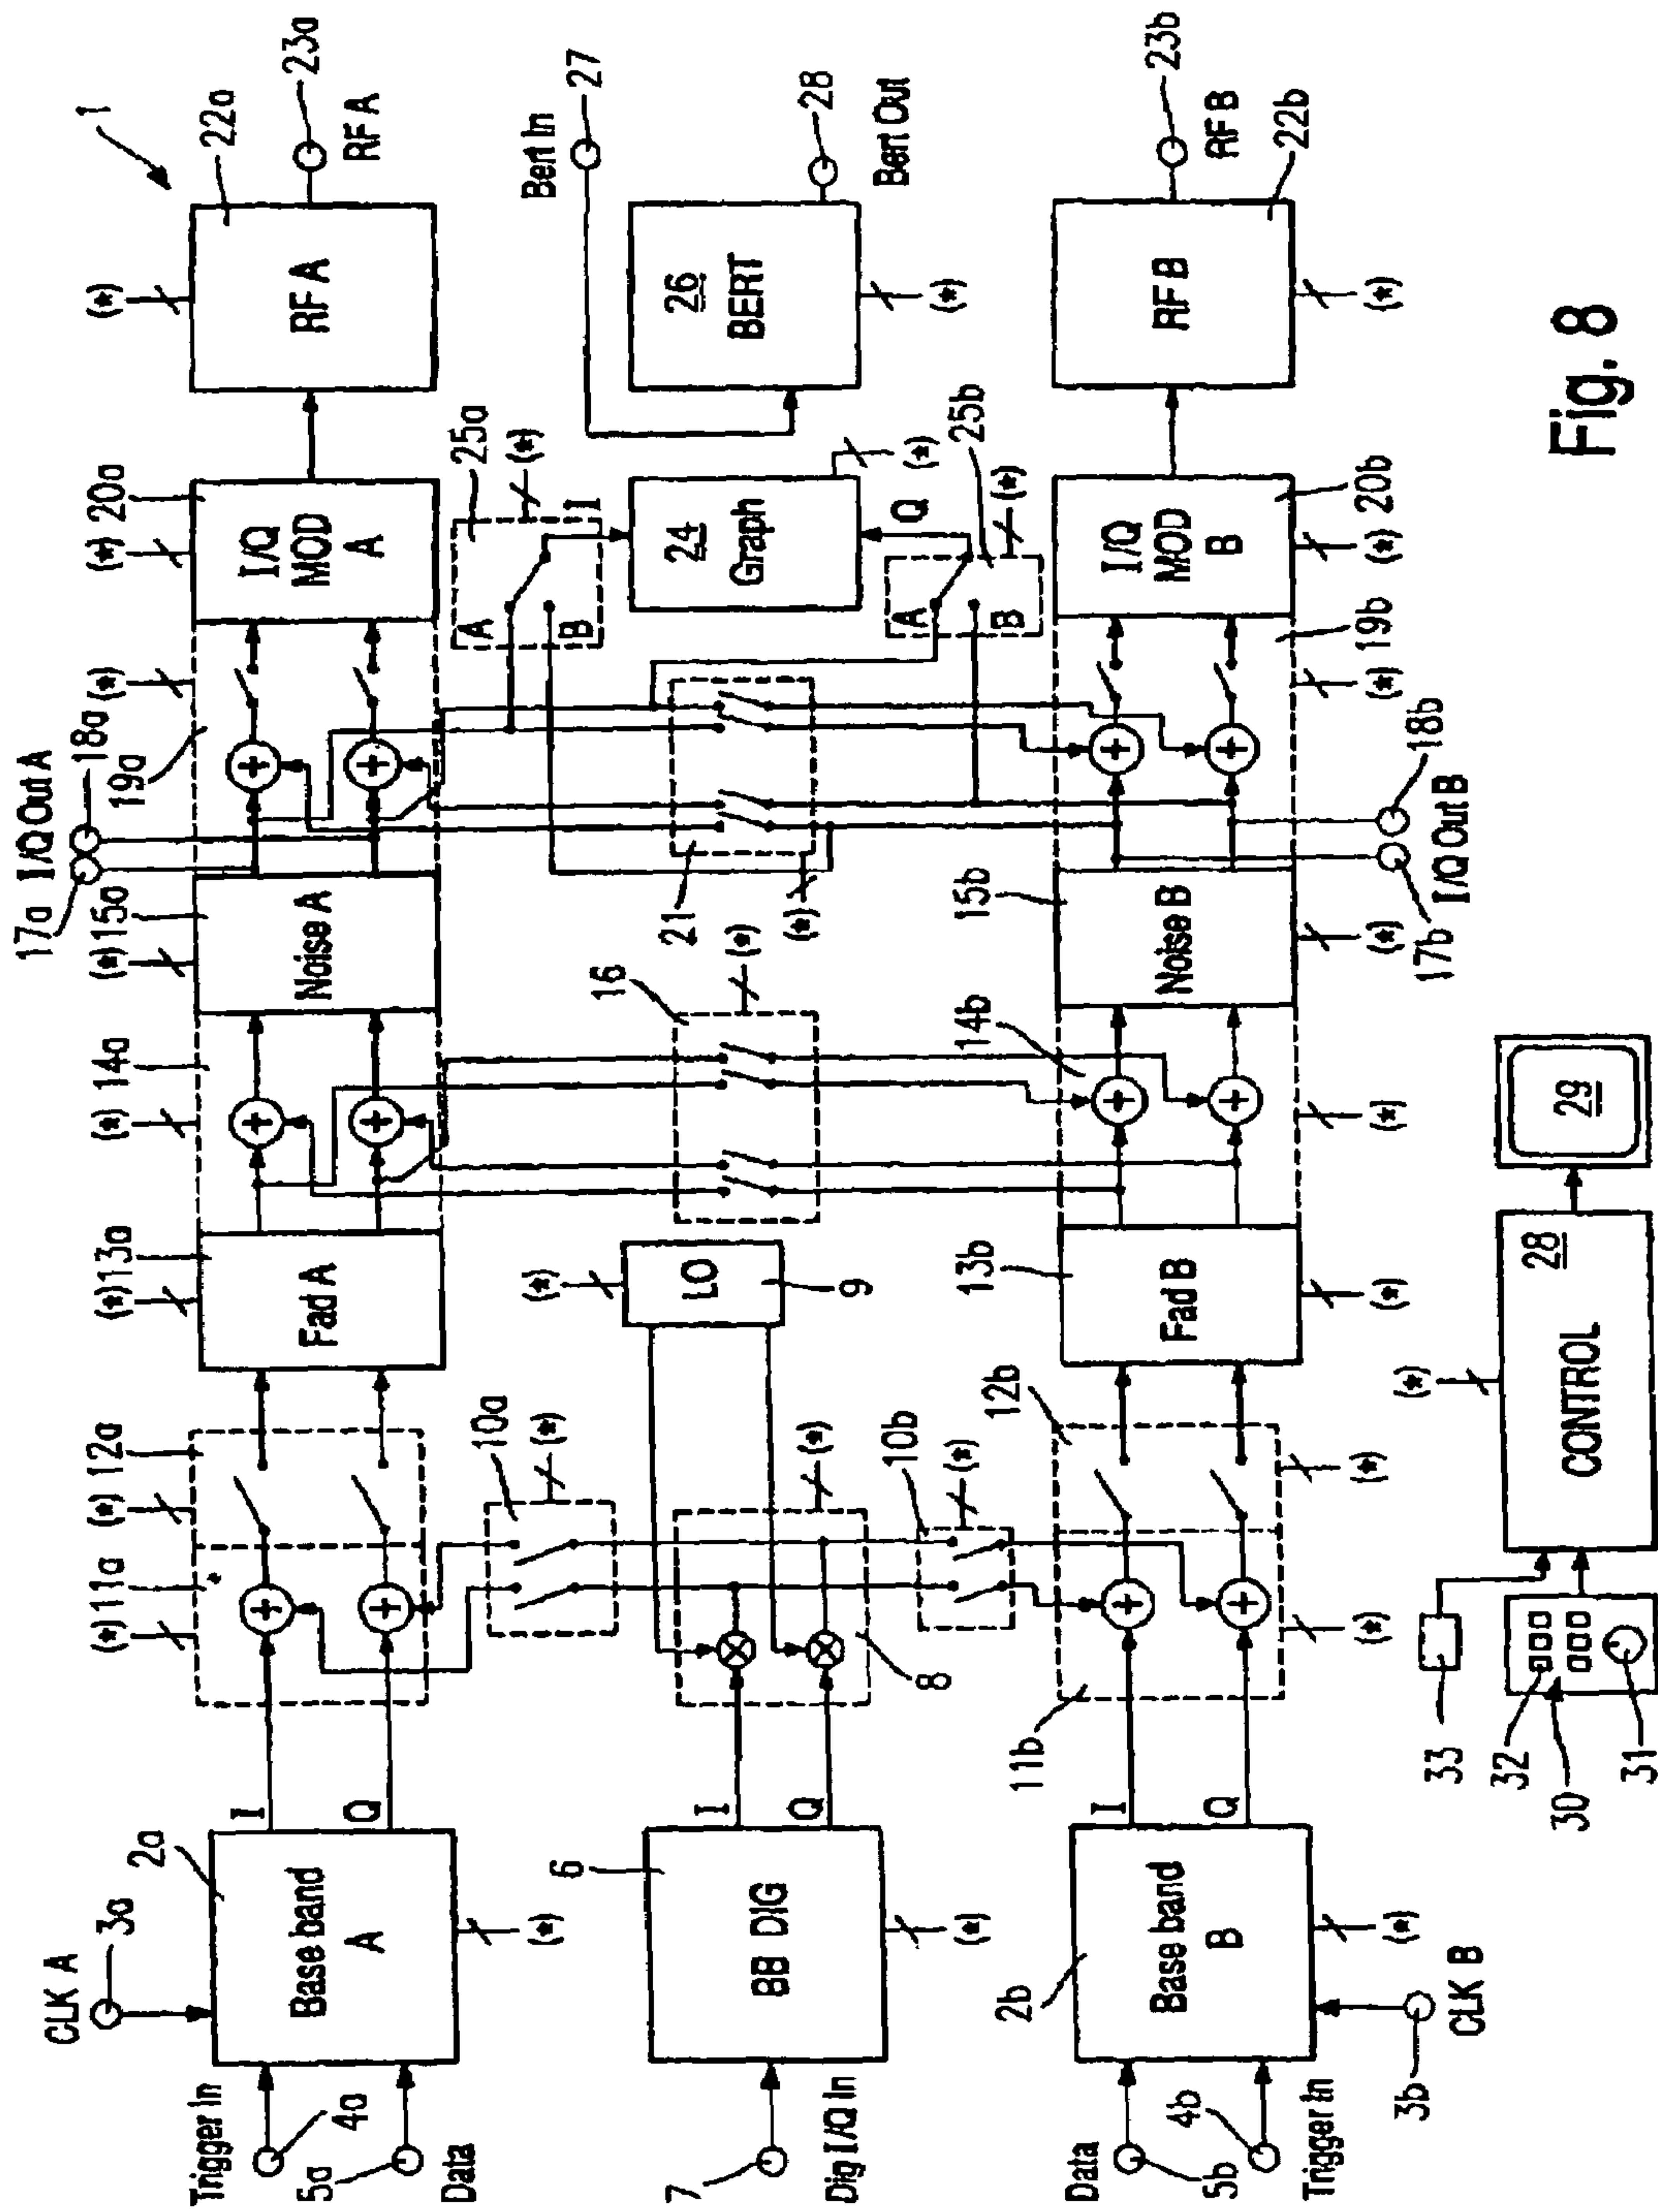 1
CLK A
3a
2a
Trigger In
4a
5a
Data
Base band
A
(*)
I
Q
(*) 11a
*
(*) 12a
(*) 13a
Fad A
(*) 14a
(*) 15a
Noise A
17a
I/Q Out A
18a
19a
(*)
(*) 20a
I/Q
MOD
A
(*)
22a
RF A
23a
RF A
7
Dig I/Q In
6
BB DIG
(*)
I
Q
8
(*)
10a
(*)
10b
(*)
(*)
LO
9
16
(*)
21
(*)
25a
A
B
(*)
I
24
Graph
(*)
Q
25b
A
B
(*)
Bert In
27
26
BERT
(*)
28
Bert Out
Data
5b
4b
Trigger In
2b
Base band
B
(*)
3b
CLK B
I
Q
11b
(*)
12b
(*)
13b
Fad B
(*)
14b
(*)
15b
Noise B
(*)
17b
I/Q Out B
18b
19b
(*)
20b
I/Q
MOD
B
(*)
RF B
22b
(*)
23b
RF B
33
32
30
31
(*)
CONTROL
28
29
Fig. 8